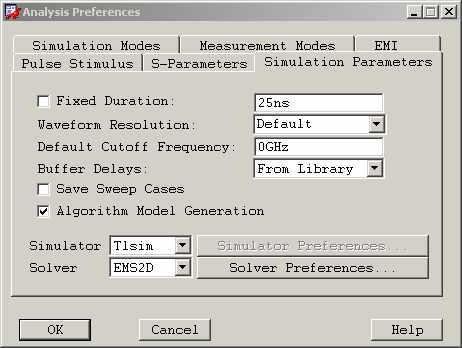 Analysis Preferences
Simulation Modes Measurement Modes EMI
Pulse Stimulus S-Parameters Simulation Parameters
Fixed Duration: 25ns
Waveform Resolution: Default
Default Cutoff Frequency: 0GHz
Buffer Delays: From Library
Save Sweep Cases
Algorithm Model Generation
Simulator Tlsim Simulator Preferences...
Solver EMS2D Solver Preferences...
OK Cancel Help